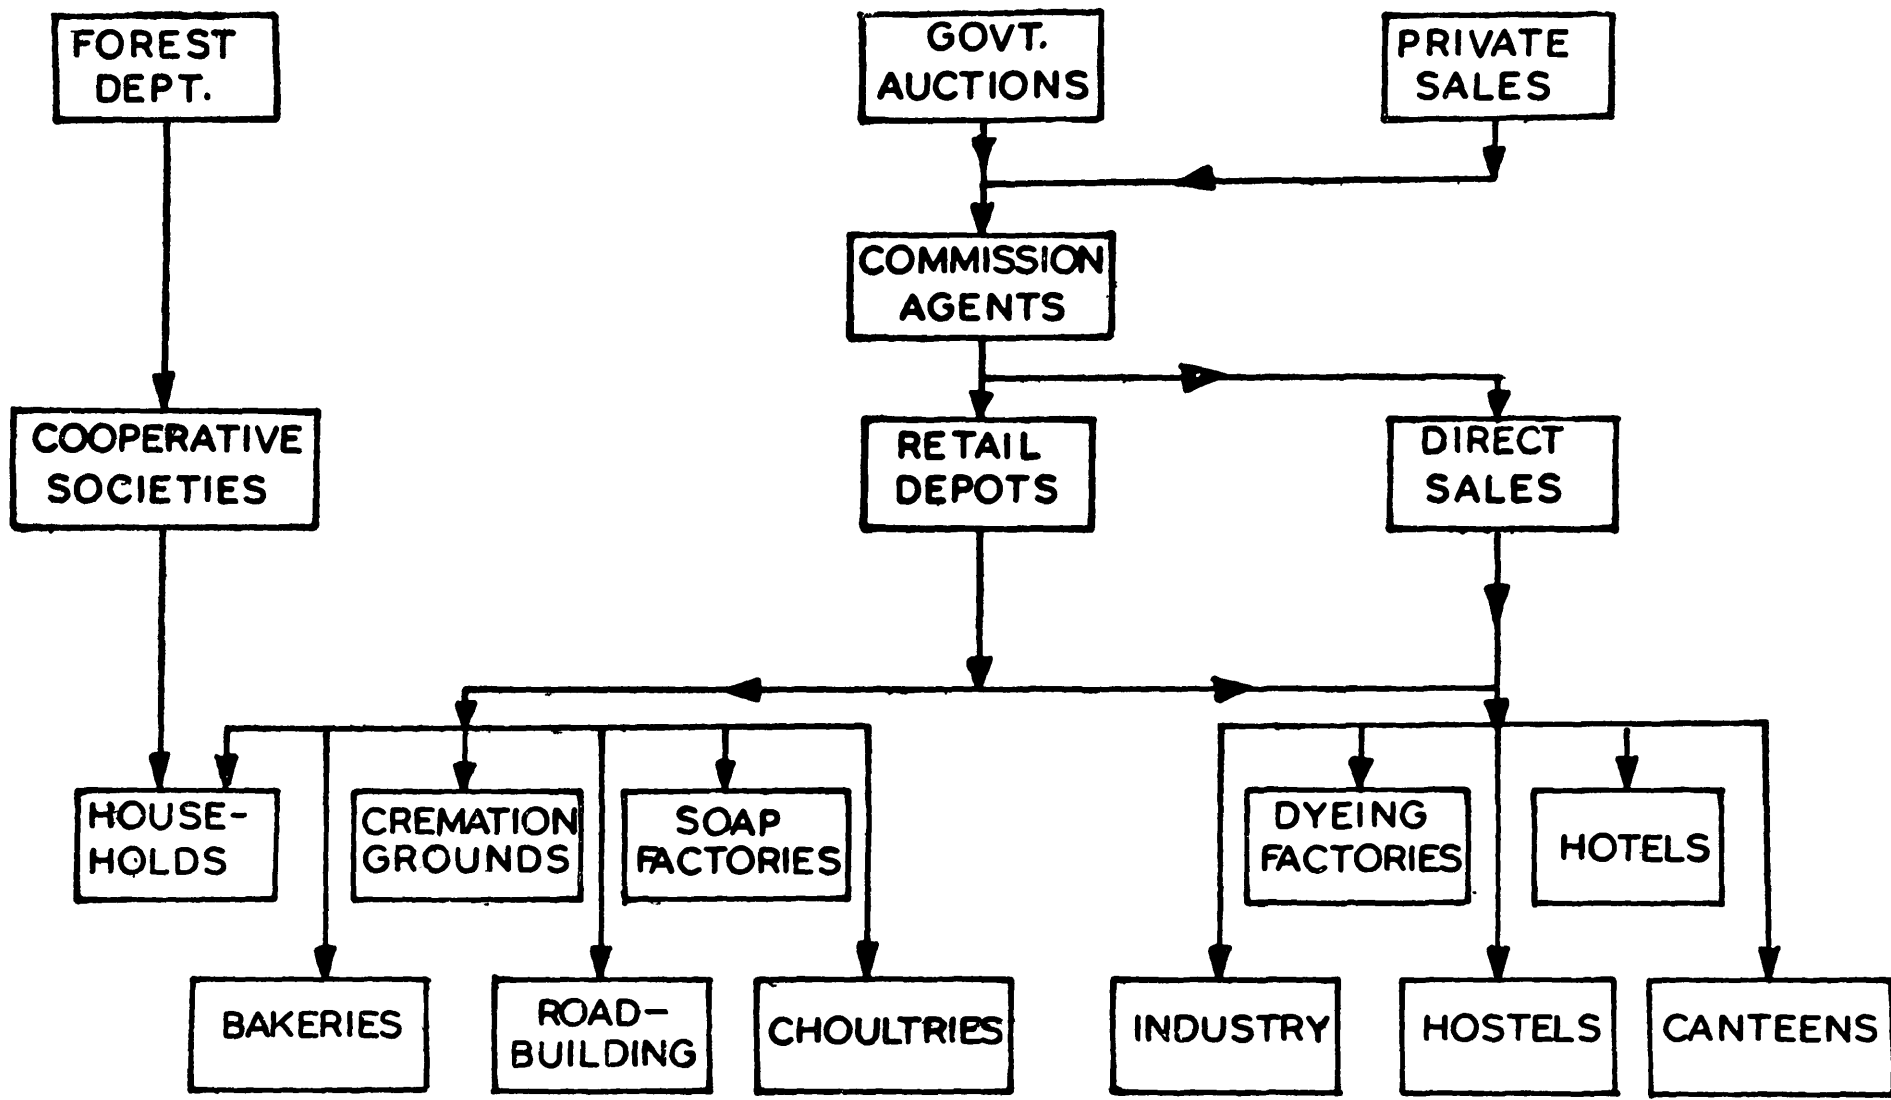 FOREST
DEPT.
GOVT.
AUCTIONS
PRIVATE
SALES
COMMISSION
AGENTS
COOPERATIVE
SOCIETIES
RETAIL
DEPOTS
DIRECT
SALES
HOUSE-
HOLDS
CREMATION
GROUNDS
SOAP
FACTORIES
DYEING
FACTORIES
HOTELS
BAKERIES
ROAD-
BUILDING
CHOULTRIES
INDUSTRY
HOSTELS
CANTEENS